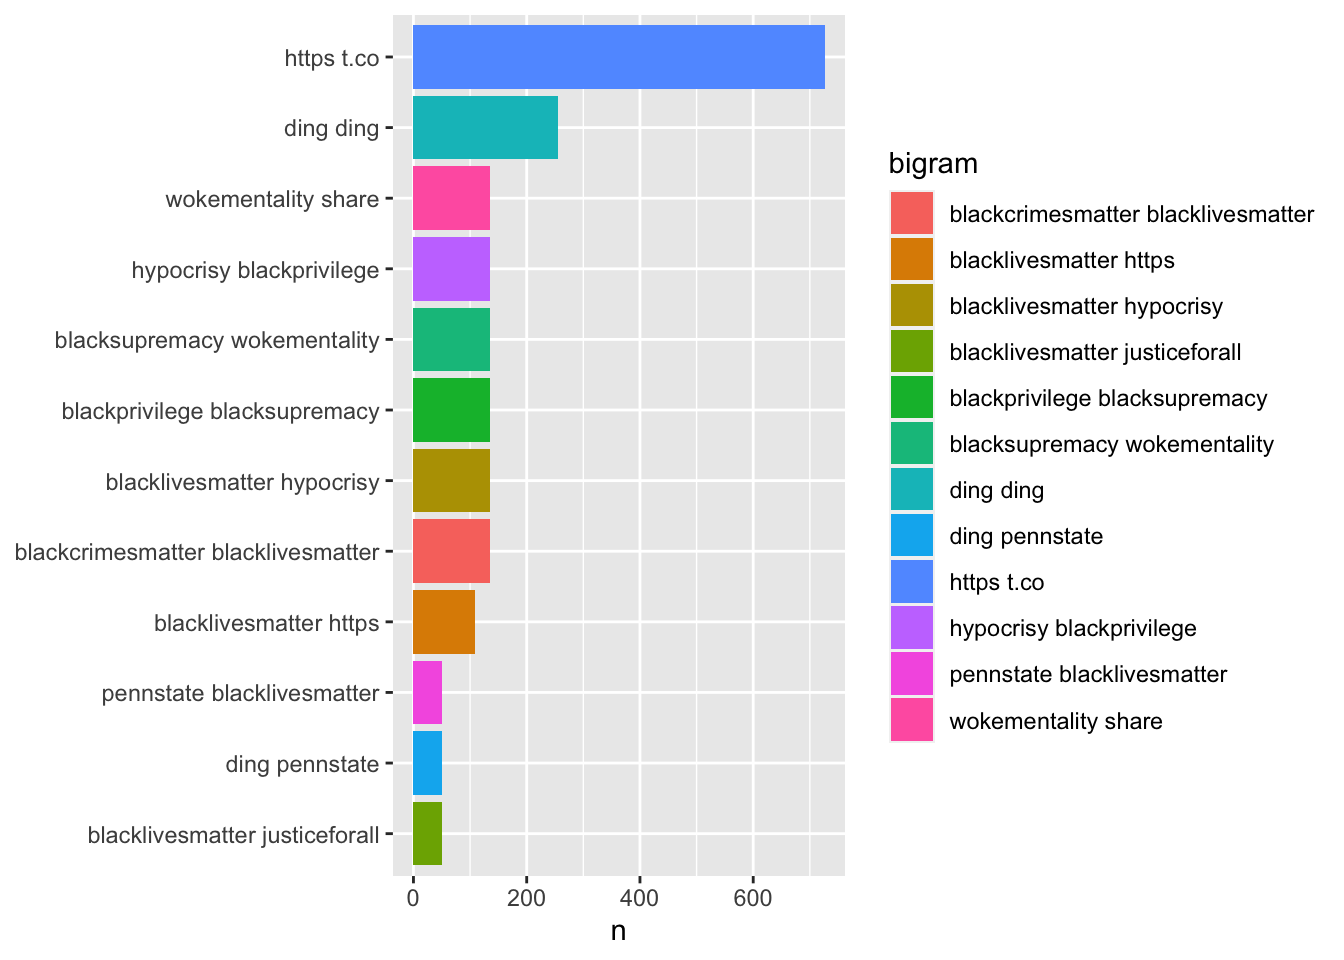 https t.co
ding ding
wokementality share
hypocrisy blackprivilege
blacksupremacy wokementality
blackprivilege blacksupremacy
blacklivesmatter hypocrisy
blackcrimesmatter blacklivesmatter
blacklivesmatter https
pennstate blacklivesmatter
ding pennstate
blacklivesmatter justiceforall
0 200 400 600
n
bigram
blackcrimesmatter blacklivesmatter
blacklivesmatter https
blacklivesmatter hypocrisy
blacklivesmatter justiceforall
blackprivilege blacksupremacy
blacksupremacy wokementality
ding ding
ding pennstate
https t.co
hypocrisy blackprivilege
pennstate blacklivesmatter
wokementality share